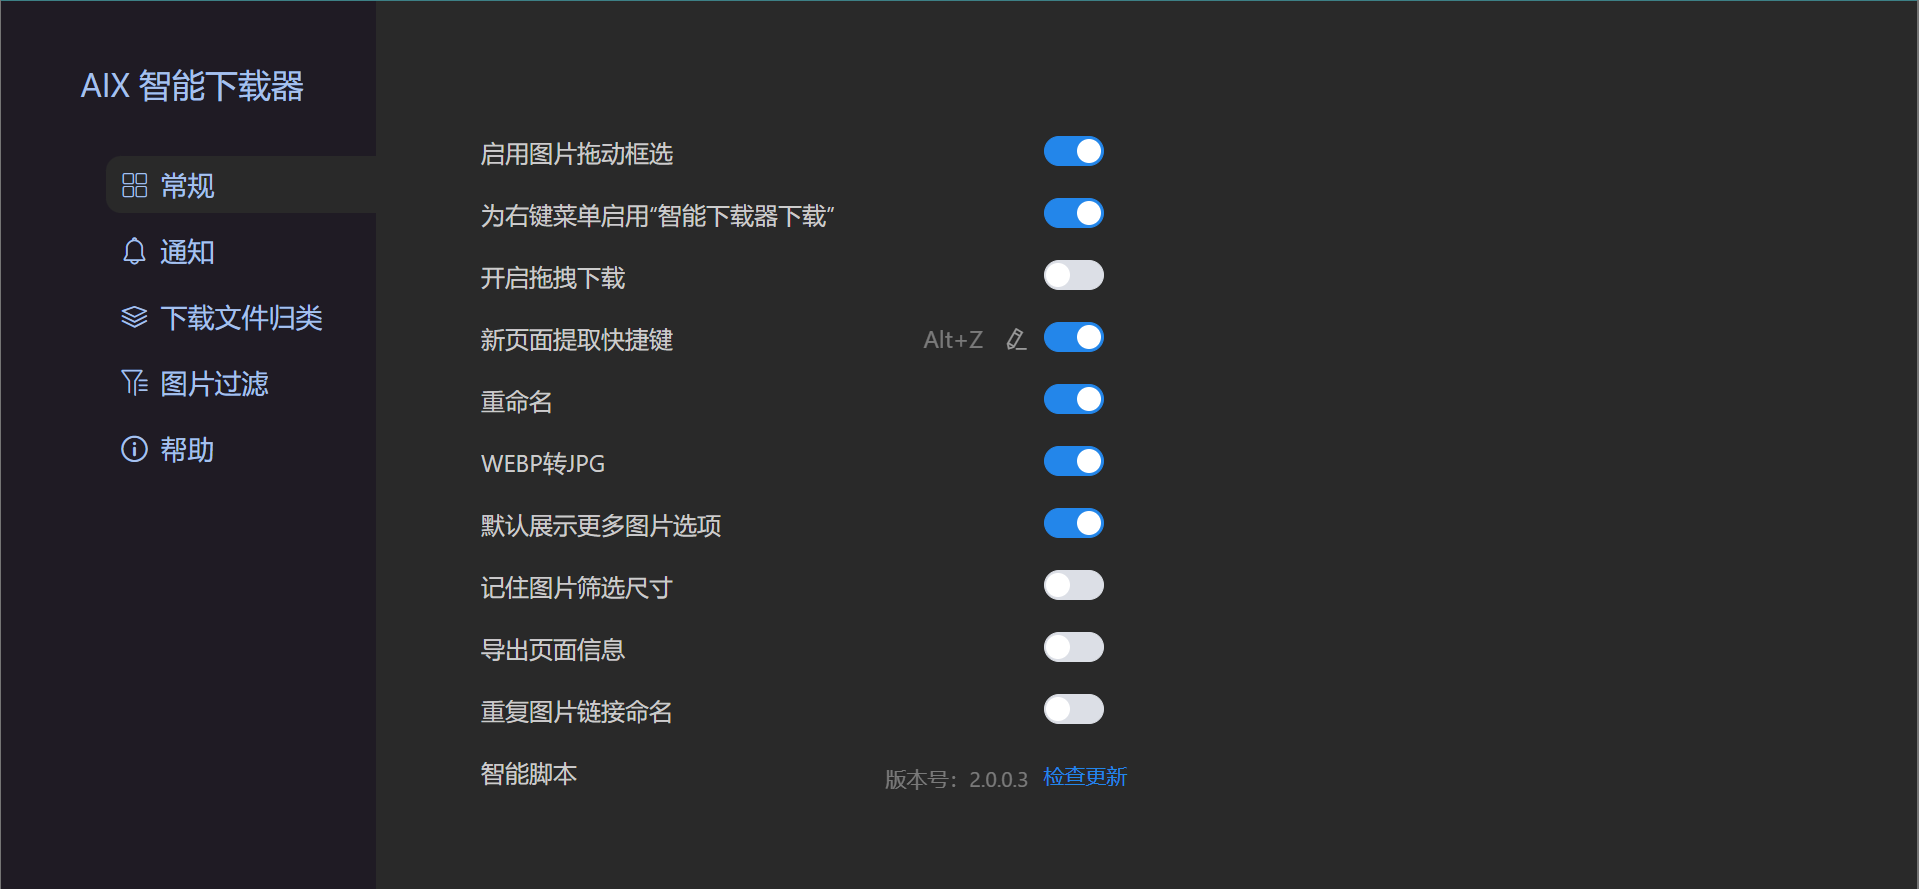 AIX 智能下载器
常规
通知
下载文件归类
图片过滤
帮助
启用图片拖动框选
为右键菜单启用“智能下载器下载”
开启拖拽下载
新页面提取快捷键 Alt+Z
重命名
WEBP转JPG
默认展示更多图片选项
记住图片筛选尺寸
导出页面信息
重复图片链接命名
智能脚本 版本号：2.0.0.3 检查更新